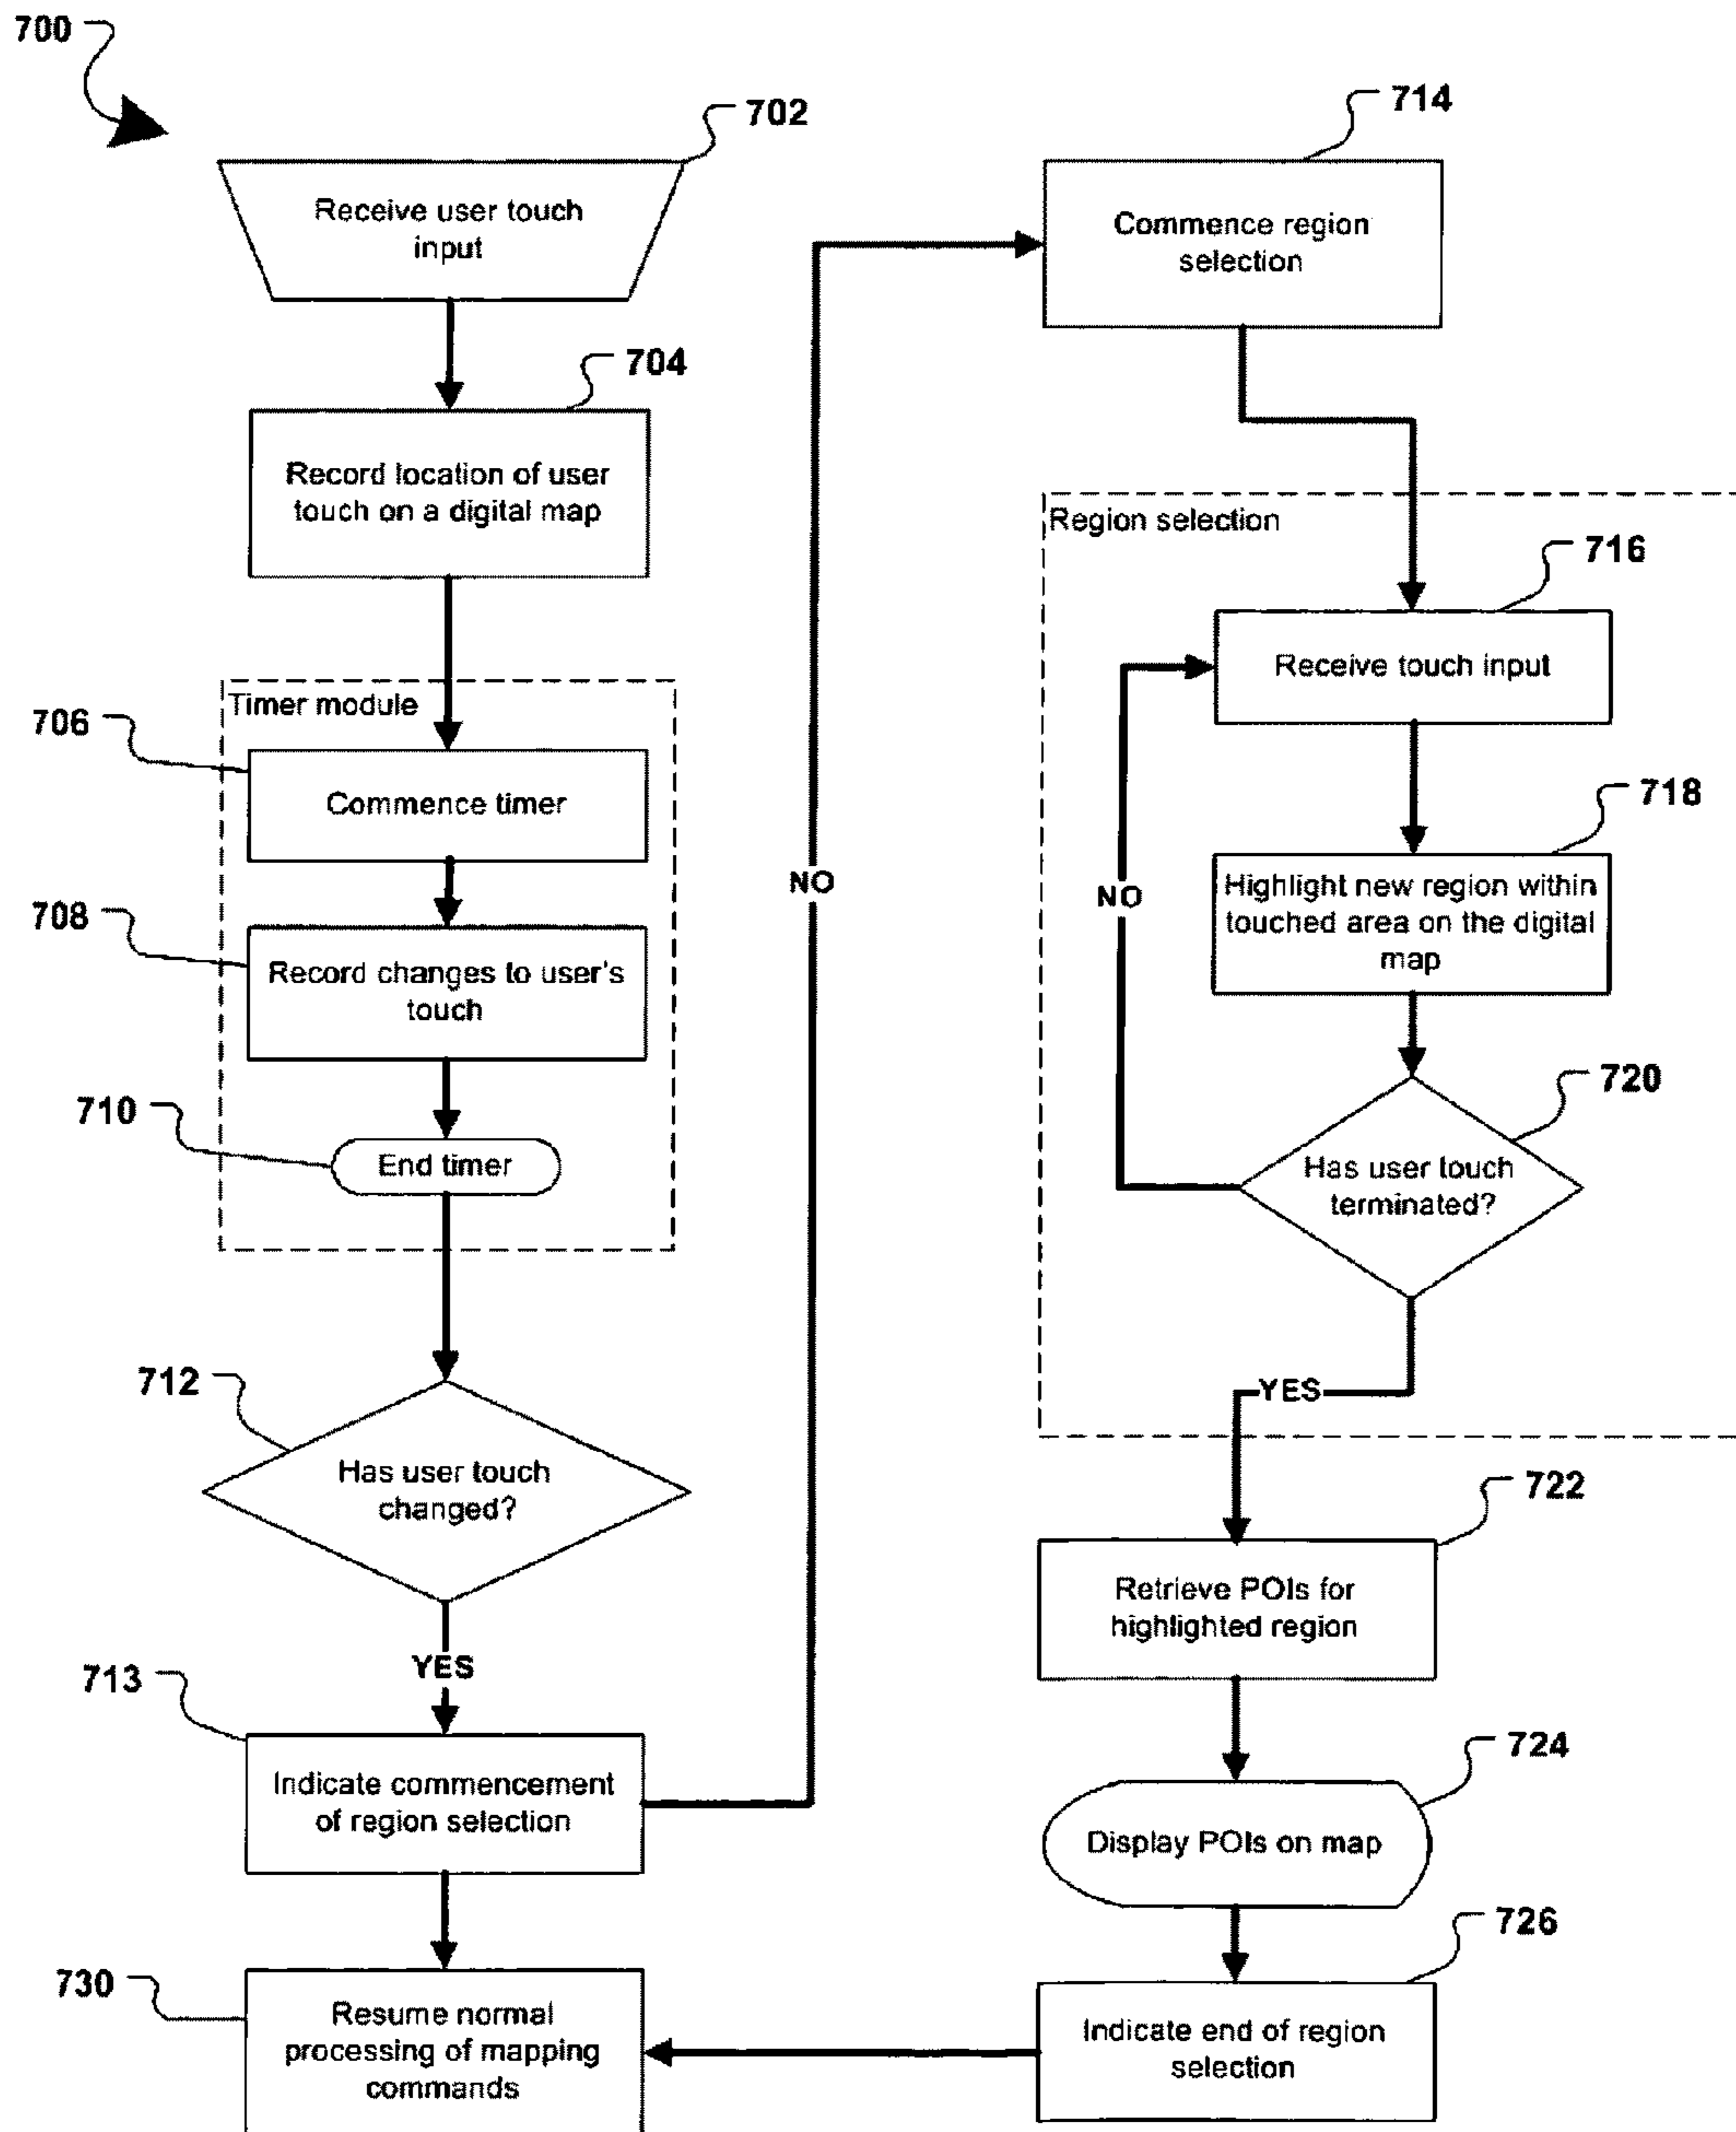 700
702
Receive user touch
input
704
Record location of user
touch on a digital map
Timer module
706
Commence timer
708
Record changes to user's
touch
710
End timer
712
Has user touch
changed?
YES
713
Indicate commencement
of region selection
730
Resume normal
processing of mapping
commands
NO
714
Commence region
selection
Region selection
716
Receive touch input
718
Highlight new region within
touched area on the digital
map
NO
720
Has user touch
terminated?
YES
722
Retrieve POIs for
highlighted region
724
Display POIs on map
726
Indicate end of region
selection